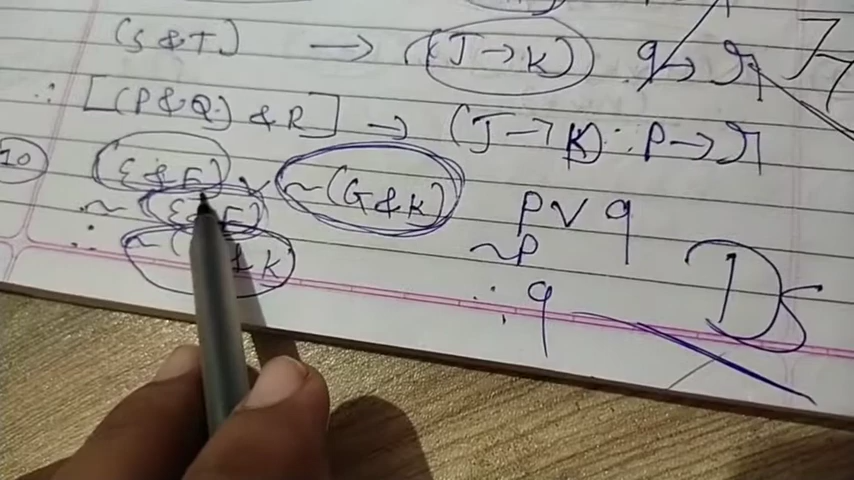 (S & T) → (J → K) q → r
∴ [(P & Q) & R] → (J → K) ∴ P → r
10 (E & F) ∨ ~(G & K) P ∨ q
~(E & F) ~P
∴ ~( & K ∴ q DS